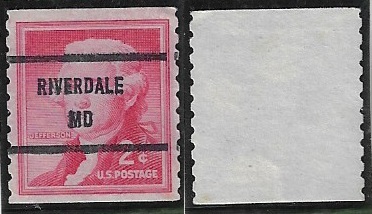 RIVERDALE
MD
JEFFERSON
2¢
U.S.POSTAGE